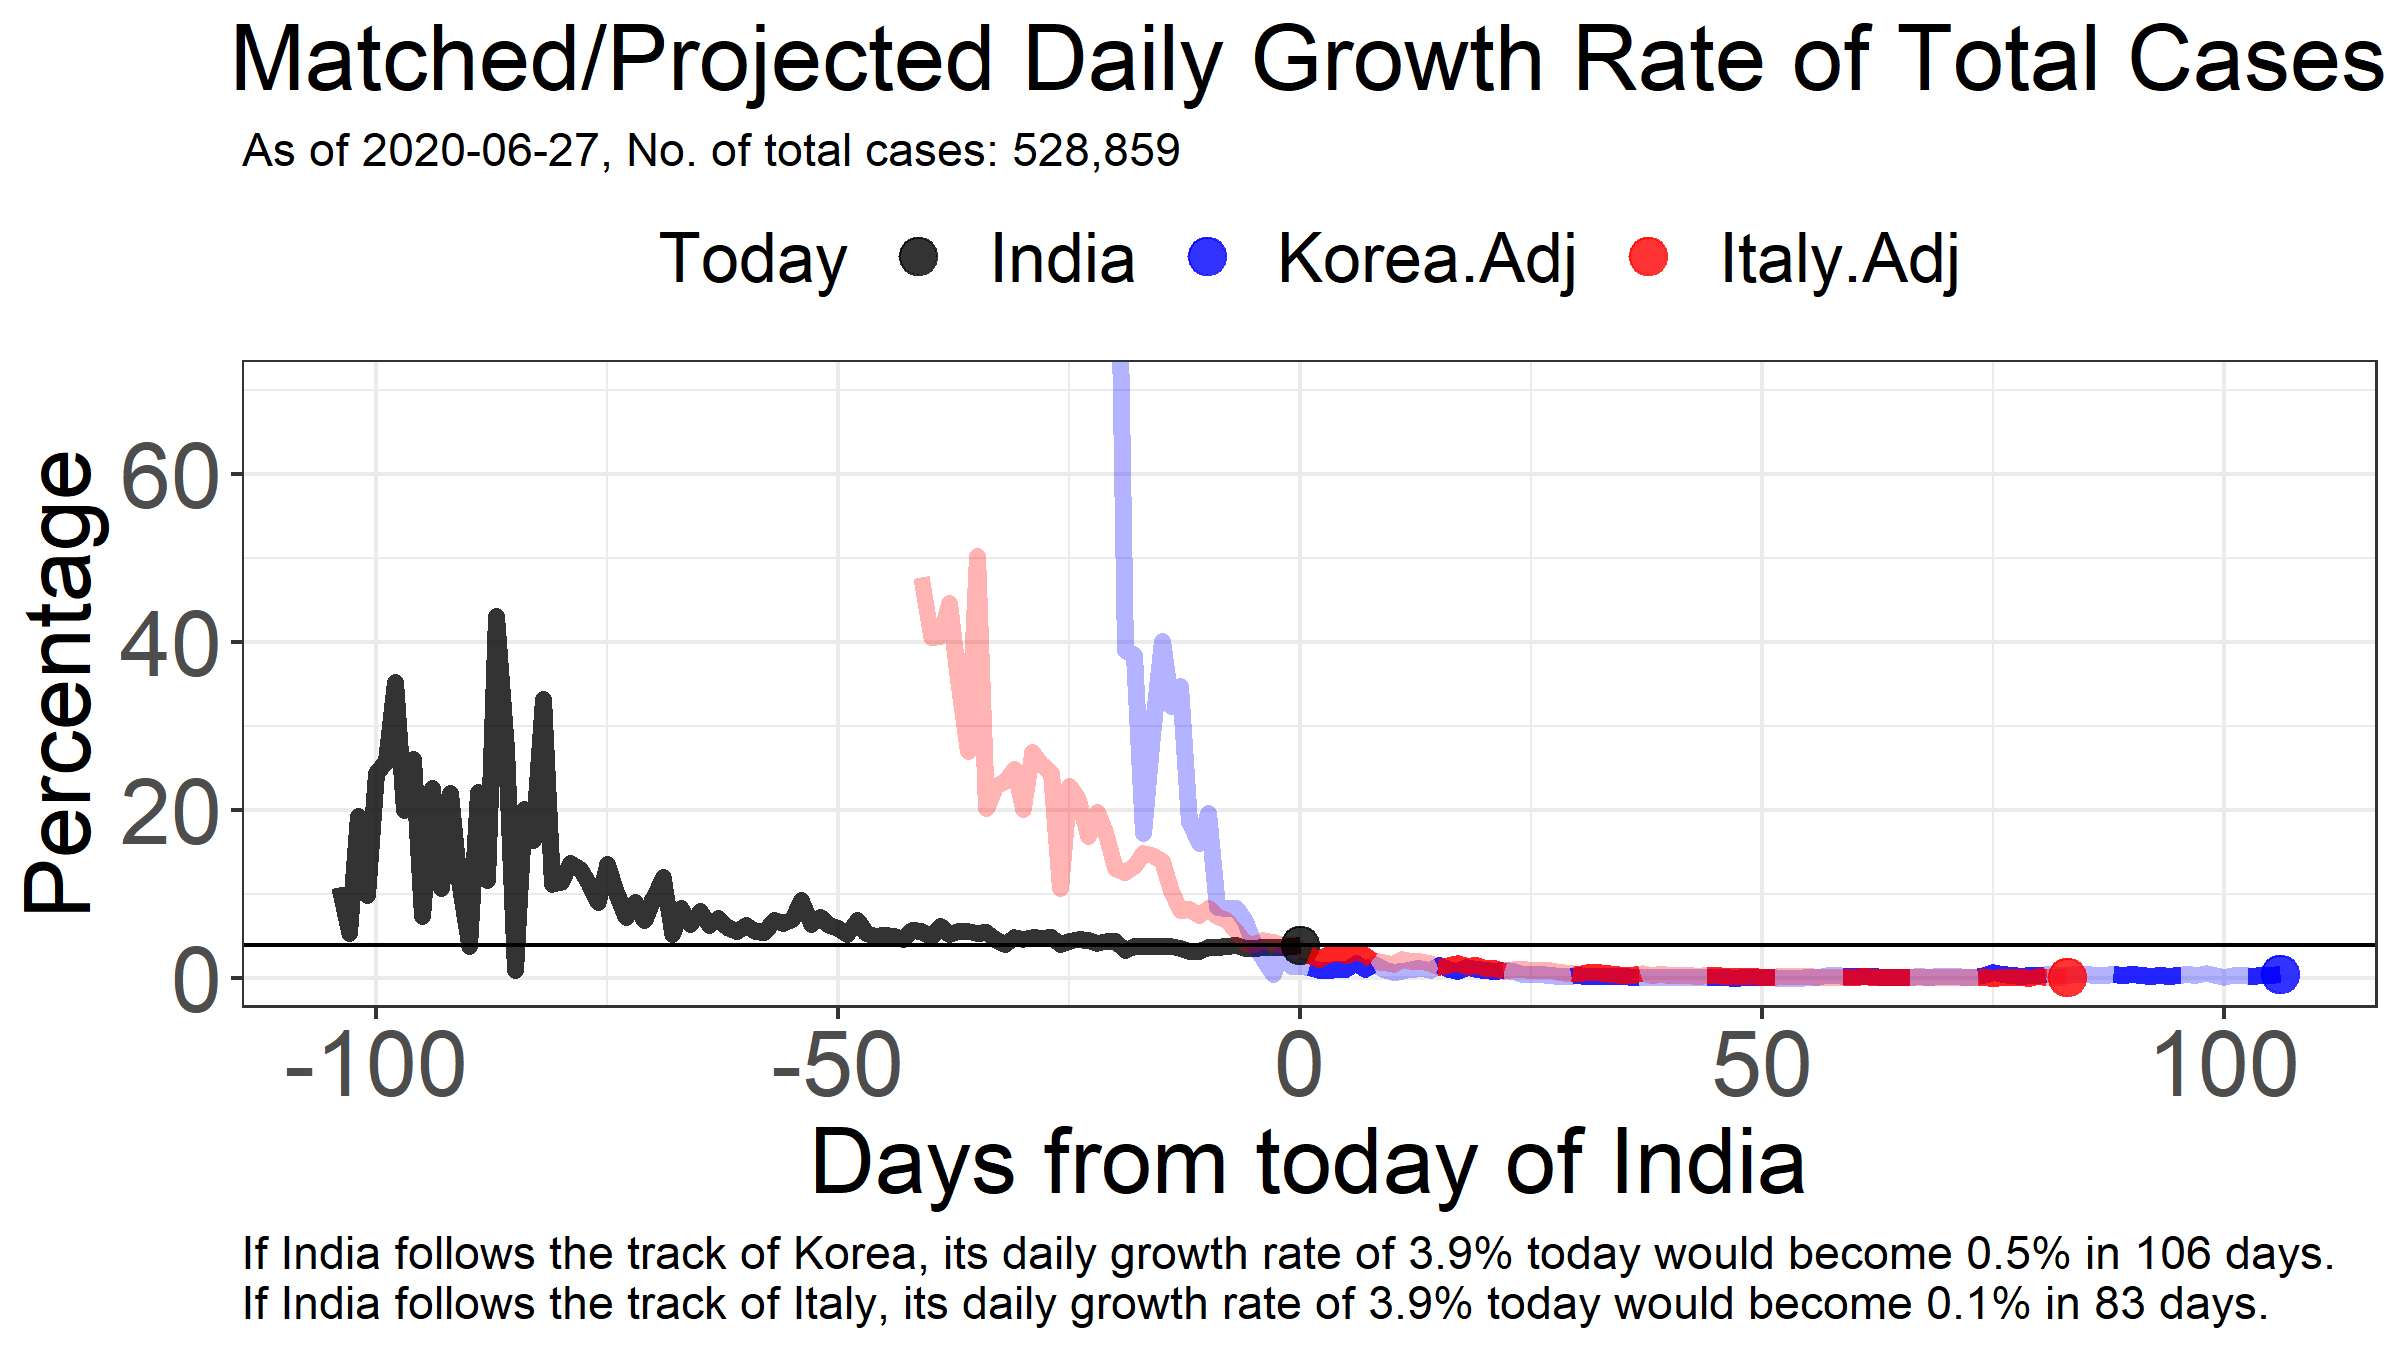 Matched/Projected Daily Growth Rate of Total Cases
As of 2020-06-27, No. of total cases: 528,859
Today India Korea.Adj Italy.Adj
Percentage
60
40
20
0
-100 -50 0 50 100
Days from today of India
If India follows the track of Korea, its daily growth rate of 3.9% today would become 0.5% in 106 days.
If India follows the track of Italy, its daily growth rate of 3.9% today would become 0.1% in 83 days.